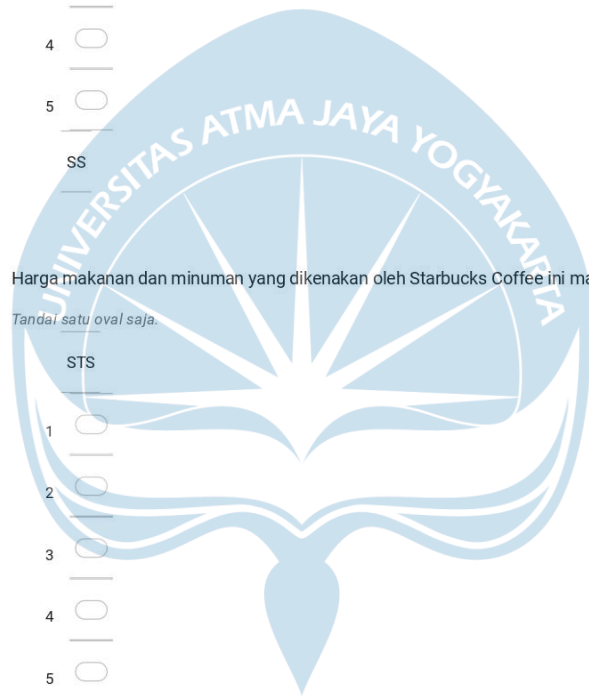 4
5
SS
UNIVERSITAS ATMA JAYA YOGYAKARTA
Harga makanan dan minuman yang dikenakan oleh Starbucks Coffee ini
Tandai satu oval saja.
STS
1
2
3
4
5